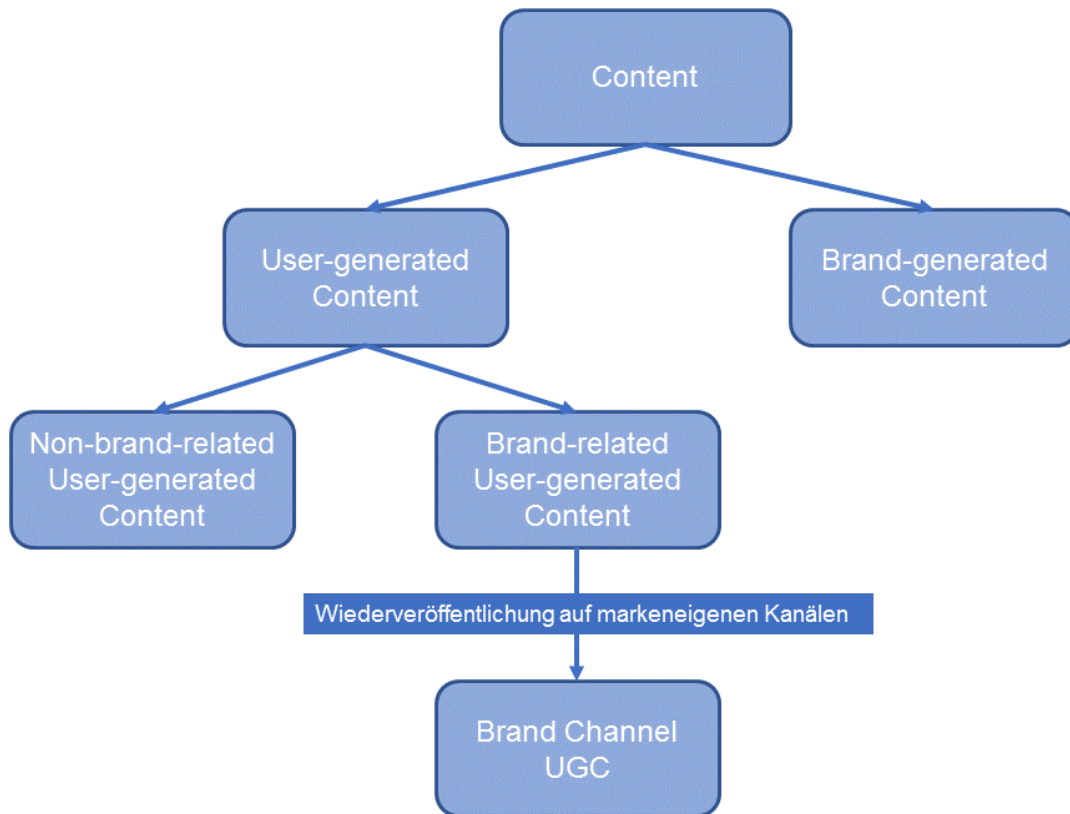 Content
User-generated
Content
Brand-generated
Content
Non-brand-related
User-generated
Content
Brand-related
User-generated
Content
Wiederveröffentlichung auf markeneigenen Kanälen
Brand Channel
UGC